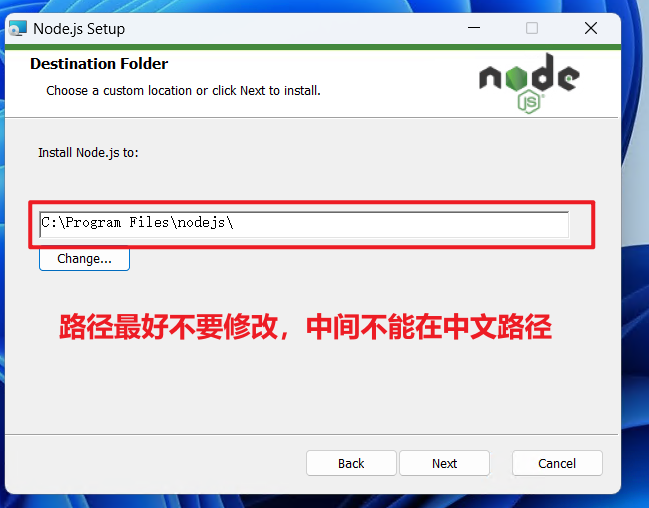 Node.js Setup
Destination Folder
Choose a custom location or click Next to install.
node
JS
Install Node.js to:
C:\Program Files\nodejs\
Change...
路径最好不要修改，中间不能在中文路径
Back
Next
Cancel